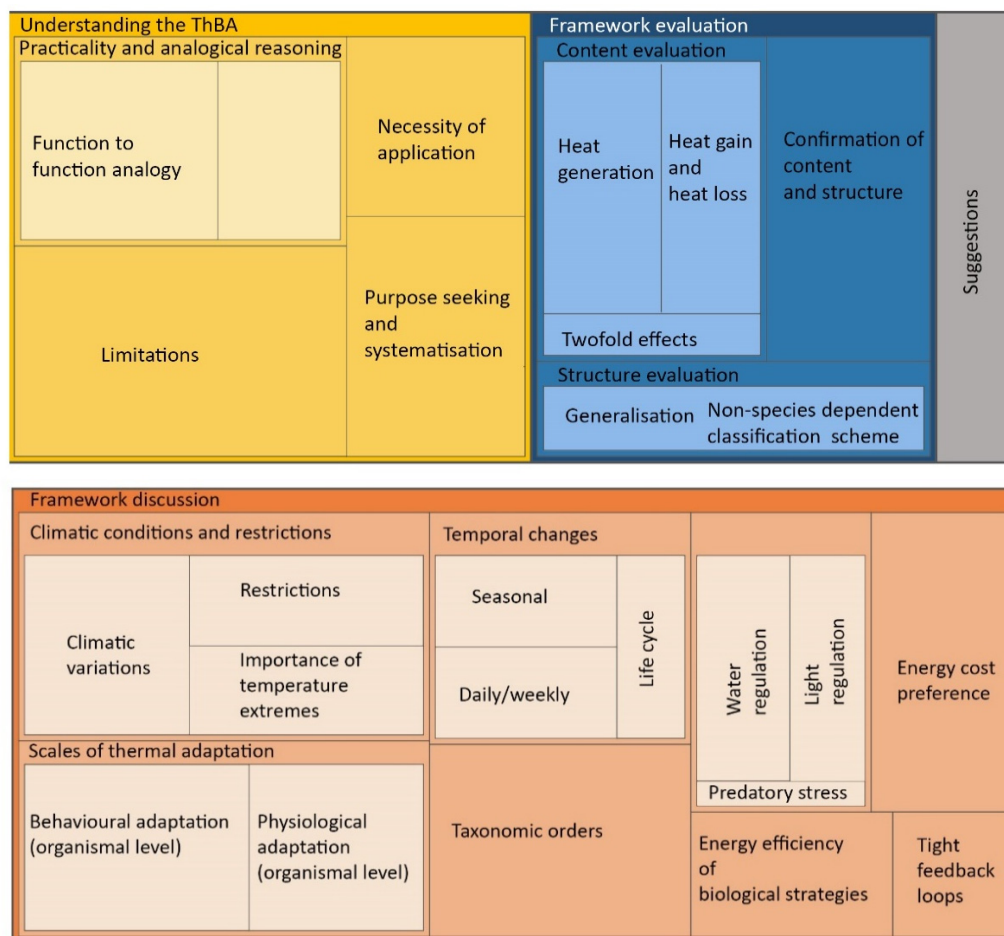 Understanding the ThBA
Practicality and analogical reasoning
Function to
function analogy
Necessity of
application
Limitations
Purpose seeking
and
systematisation
Framework evaluation
Content evaluation
Heat
generation
Heat gain
and
heat loss
Twofold effects
Confirmation of
content
and structure
Structure evaluation
Generalisation
Non-species dependent
classification scheme
Suggestions
Framework discussion
Climatic conditions and restrictions
Climatic
variations
Restrictions
Importance of
temperature
extremes
Scales of thermal adaptation
Behavioural adaptation
(organismal level)
Physiological
adaptation
(organismal level)
Temporal changes
Seasonal
Daily/weekly
Life cycle
Taxonomic orders
Water
regulation
Light
regulation
Predatory stress
Energy cost
preference
Energy efficiency
of
biological strategies
Tight
feedback
loops